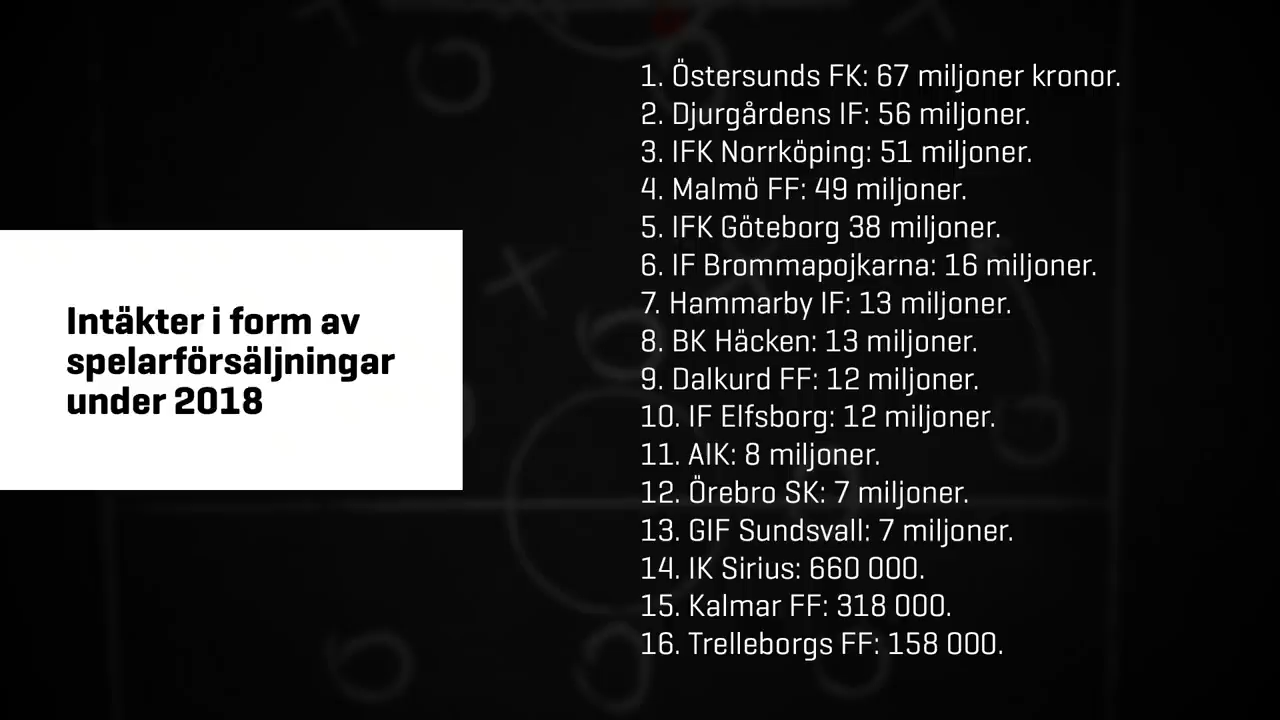 Intäkter i form av
spelarförsäljningar
under 2018
1. Östersunds FK: 67 miljoner kronor.
2. Djurgårdens IF: 56 miljoner.
3. IFK Norrköping: 51 miljoner.
4. Malmö FF: 49 miljoner.
5. IFK Göteborg 38 miljoner.
6. IF Brommapojkarna: 16 miljoner.
7. Hammarby IF: 13 miljoner.
8. BK Häcken: 13 miljoner.
9. Dalkurd FF: 12 miljoner.
10. IF Elfsborg: 12 miljoner.
11. AIK: 8 miljoner.
12. Örebro SK: 7 miljoner.
13. GIF Sundsvall: 7 miljoner.
14. IK Sirius: 660 000.
15. Kalmar FF: 318 000.
16. Trelleborgs FF: 158 000.